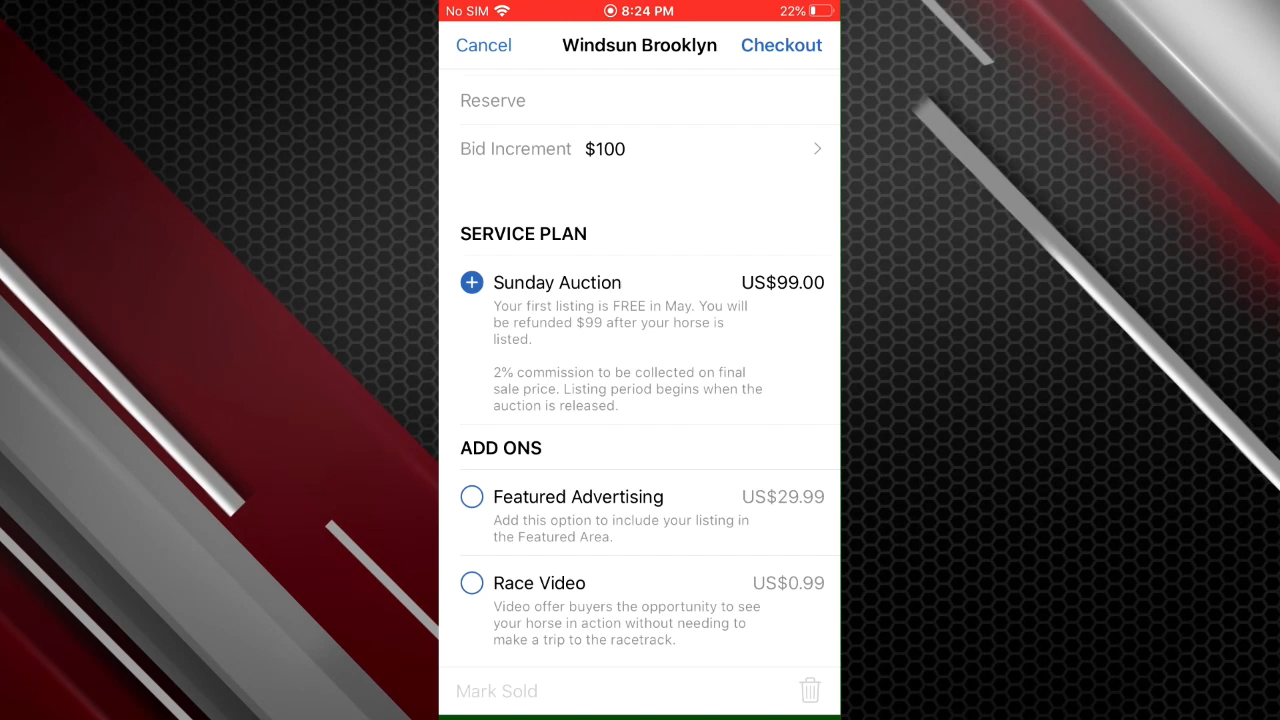 No SIM 8:24 PM 22%
Cancel Windsun Brooklyn Checkout
Reserve
Bid Increment $100
SERVICE PLAN
Sunday Auction US$99.00
Your first listing is FREE in May. You will
be refunded $99 after your horse is
listed.
2% commission to be collected on final
sale price. Listing period begins when the
auction is released.
ADD ONS
Featured Advertising US$29.99
Add this option to include your listing in
the Featured Area.
Race Video US$0.99
Video offer buyers the opportunity to see
your horse in action without needing to
make a trip to the racetrack.
Mark Sold